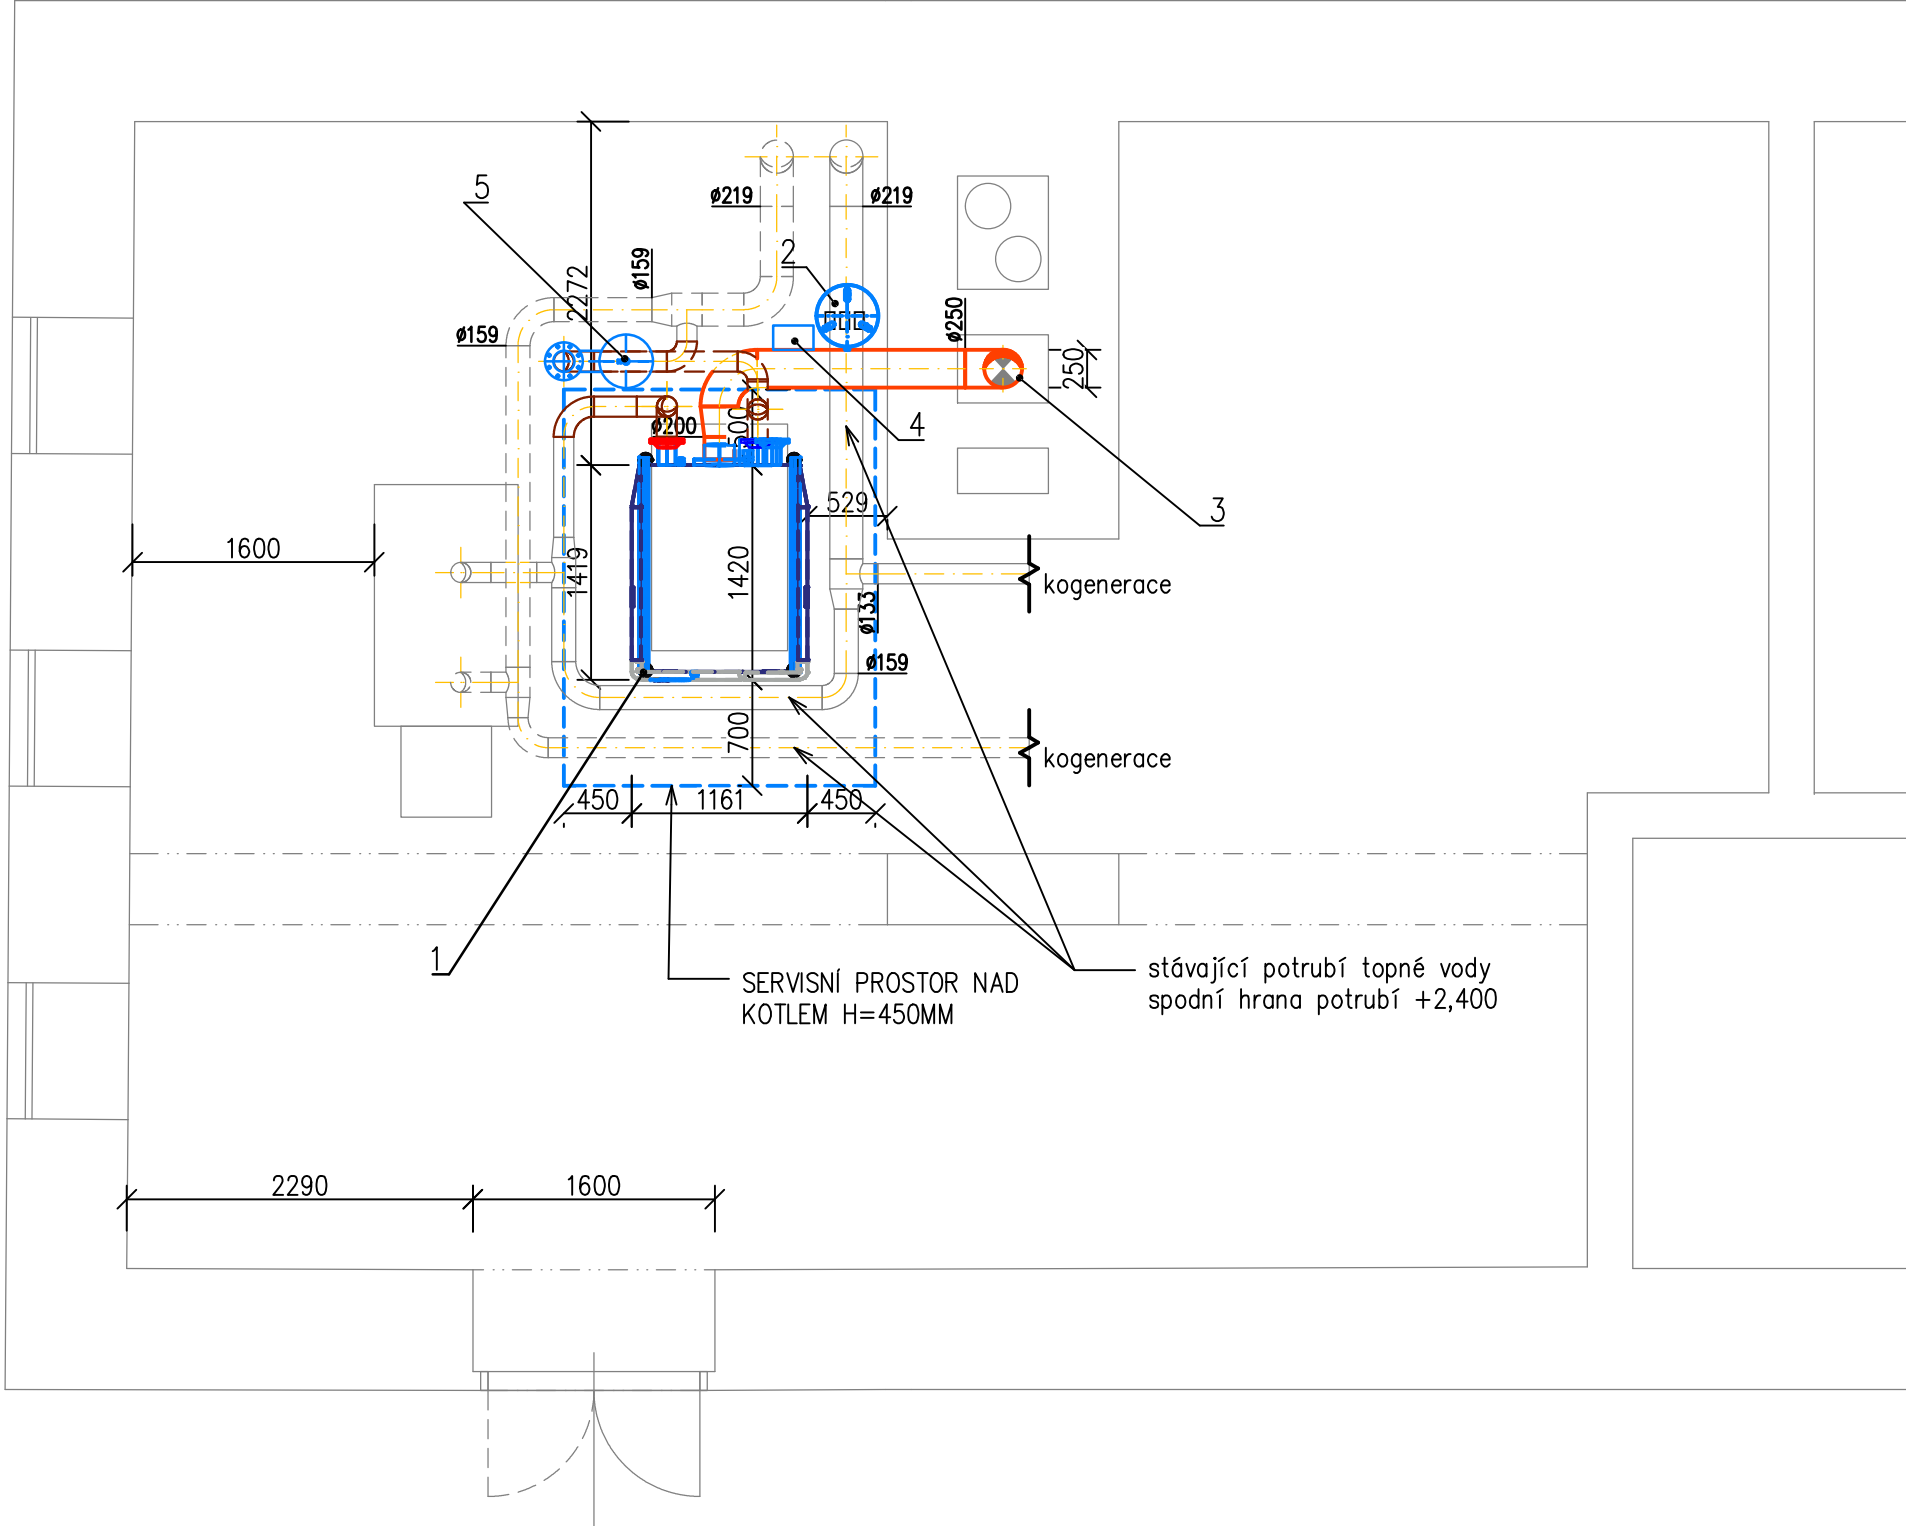 5
ø219
ø219
2
2272
ø159
ø159
ø250
250
4
ø200
529
3
1600
1419
1420
kogenerace
ø133
ø159
700
kogenerace
450
1161
450
1
SERVISNÍ PROSTOR NAD
KOTLEM H=450MM
stávající potrubí topné vody
spodní hrana potrubí +2,400
2290
1600